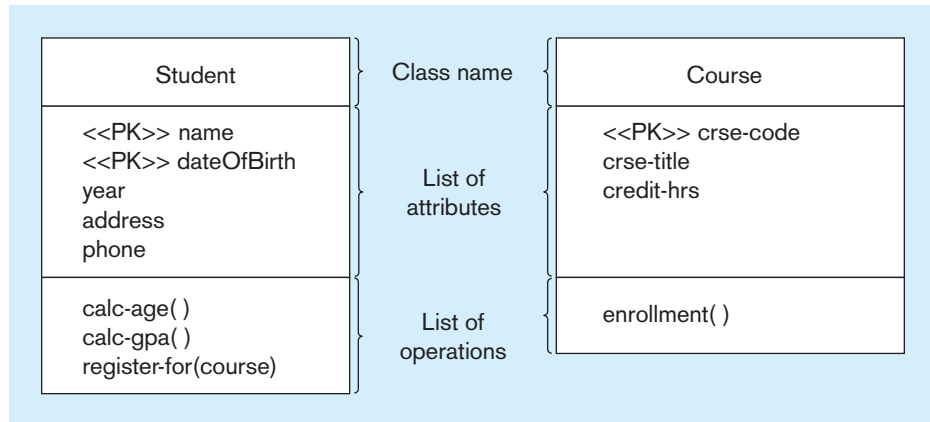 Student
Class name
Course
<<PK>> name
<<PK>> dateOfBirth
year
address
phone
List of
attributes
<<PK>> crse-code
crse-title
credit-hrs
calc-age( )
calc-gpa( )
register-for(course)
List of
operations
enrollment( )